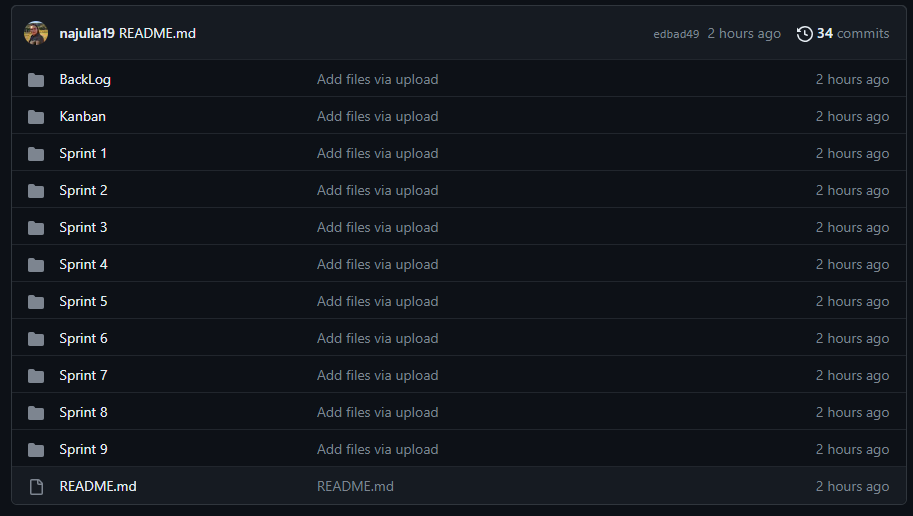 najulia19 README.md edbad49 2 hours ago 34 commits
BackLog Add files via upload 2 hours ago
Kanban Add files via upload 2 hours ago
Sprint 1 Add files via upload 2 hours ago
Sprint 2 Add files via upload 2 hours ago
Sprint 3 Add files via upload 2 hours ago
Sprint 4 Add files via upload 2 hours ago
Sprint 5 Add files via upload 2 hours ago
Sprint 6 Add files via upload 2 hours ago
Sprint 7 Add files via upload 2 hours ago
Sprint 8 Add files via upload 2 hours ago
Sprint 9 Add files via upload 2 hours ago
README.md README.md 2 hours ago